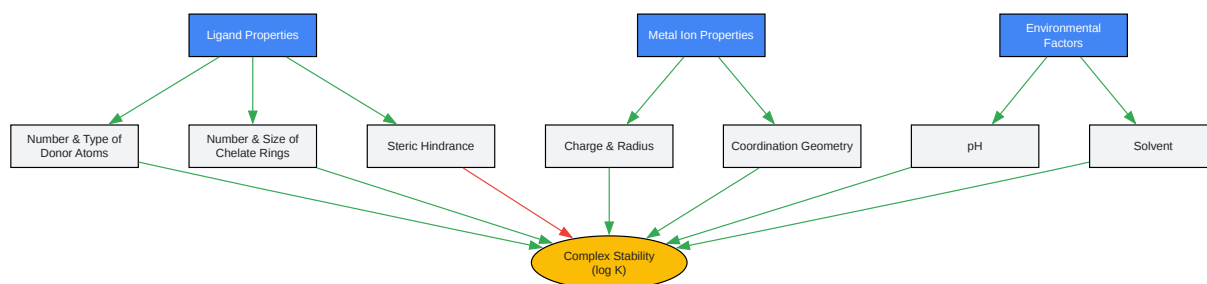 Ligand Properties
Metal Ion Properties
Environmental
Factors
Number & Type of
Donor Atoms
Number & Size of
Chelate Rings
Steric Hindrance
Charge & Radius
Coordination Geometry
pH
Solvent
Complex Stability
(log K)